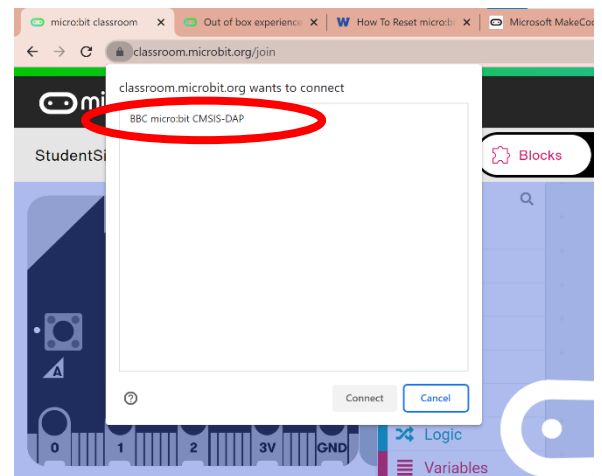 micro:bit classroom
Out of box experience
How To Reset micro:bi
Microsoft MakeCod
classroom.microbit.org/join
classroom.microbit.org wants to connect
BBC micro:bit CMSIS-DAP
mi
StudentSi
Blocks
A
Connect
Cancel
0
1
2
3V
GND
Logic
Variables